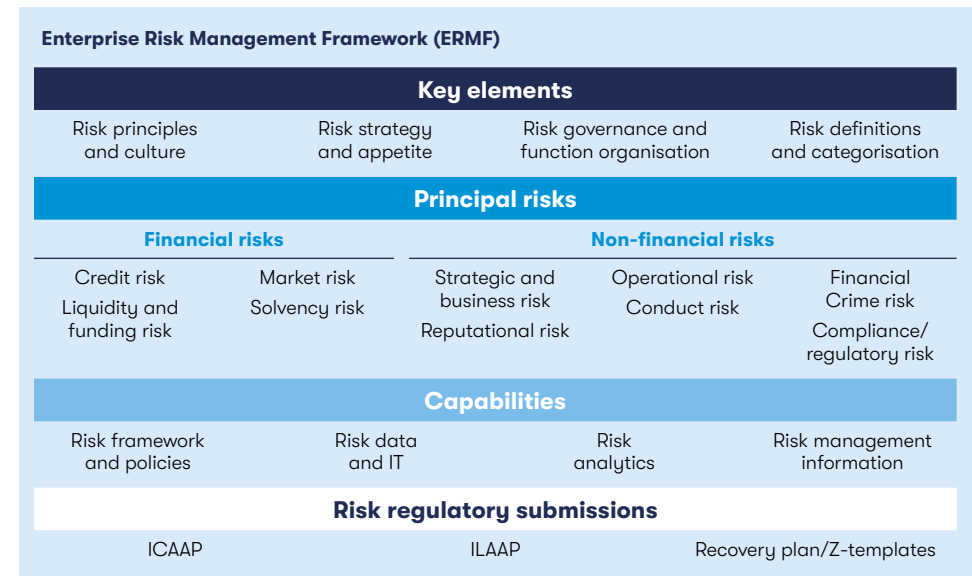 Enterprise Risk Management Framework (ERMF)
Key elements
Risk principles
and culture
Risk strategy
and appetite
Risk governance and
function organisation
Risk definitions
and categorisation
Principal risks
Financial risks
Credit risk
Liquidity and
funding risk
Market risk
Solvency risk
Non-financial risks
Strategic and
business risk
Reputational risk
Operational risk
Conduct risk
Financial
Crime risk
Compliance/
regulatory risk
Capabilities
Risk framework
and policies
Risk data
and IT
Risk
analytics
Risk management
information
Risk regulatory submissions
ICAAP
ILAAP
Recovery plan/Z-templates